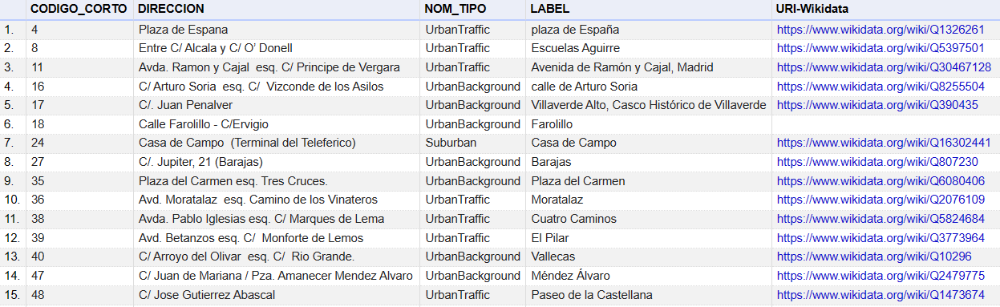 CODIGO_CORTO DIRECCION NOM_TIPO LABEL URI-Wikidata
1. 4 Plaza de Espana UrbanTraffic plaza de España https://www.wikidata.org/wiki/Q1326261
2. 8 Entre C/ Alcala y C/ O’ Donell UrbanTraffic Escuelas Aguirre https://www.wikidata.org/wiki/Q5397501
3. 11 Avda. Ramon y Cajal esq. C/ Principe de Vergara UrbanTraffic Avenida de Ramón y Cajal, Madrid https://www.wikidata.org/wiki/Q30467128
4. 16 C/ Arturo Soria esq. C/ Vizconde de los Asilos UrbanBackground calle de Arturo Soria https://www.wikidata.org/wiki/Q8255504
5. 17 C/. Juan Penalver UrbanBackground Villaverde Alto, Casco Histórico de Villaverde https://www.wikidata.org/wiki/Q390435
6. 18 Calle Farolillo - C/Ervigio UrbanBackground Farolillo
7. 24 Casa de Campo (Terminal del Teleferico) Suburban Casa de Campo https://www.wikidata.org/wiki/Q16302441
8. 27 C/. Jupiter, 21 (Barajas) UrbanBackground Barajas https://www.wikidata.org/wiki/Q807230
9. 35 Plaza del Carmen esq. Tres Cruces. UrbanBackground Plaza del Carmen https://www.wikidata.org/wiki/Q6080406
10. 36 Avd. Moratalaz esq. Camino de los Vinateros UrbanTraffic Moratalaz https://www.wikidata.org/wiki/Q2076109
11. 38 Avda. Pablo Iglesias esq. C/ Marques de Lema UrbanTraffic Cuatro Caminos https://www.wikidata.org/wiki/Q5824684
12. 39 Avd. Betanzos esq. C/ Monforte de Lemos UrbanTraffic El Pilar https://www.wikidata.org/wiki/Q3773964
13. 40 C/ Arroyo del Olivar esq. C/ Rio Grande. UrbanBackground Vallecas https://www.wikidata.org/wiki/Q10296
14. 47 C/ Juan de Mariana / Pza. Amanecer Mendez Alvaro UrbanBackground Méndez Álvaro https://www.wikidata.org/wiki/Q2479775
15. 48 C/ Jose Gutierrez Abascal UrbanTraffic Paseo de la Castellana https://www.wikidata.org/wiki/Q1473674